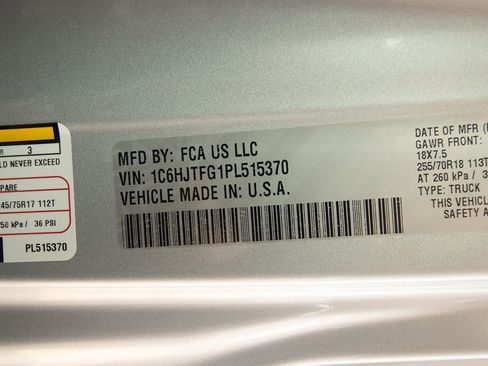 R 3
LD NEVER EXCEED
PARE
45/75R17 112T
50 kPa / 36 PSI
PL515370
MFD BY: FCA US LLC
VIN: 1C6HJTFG1PL515370
VEHICLE MADE IN: U.S.A.
DATE OF MFR
GAWR FRONT:
18X7.5
255/70R18 113T
AT 260 kPa /
TYPE: TRUCK
THIS VEHICL
SAFETY A